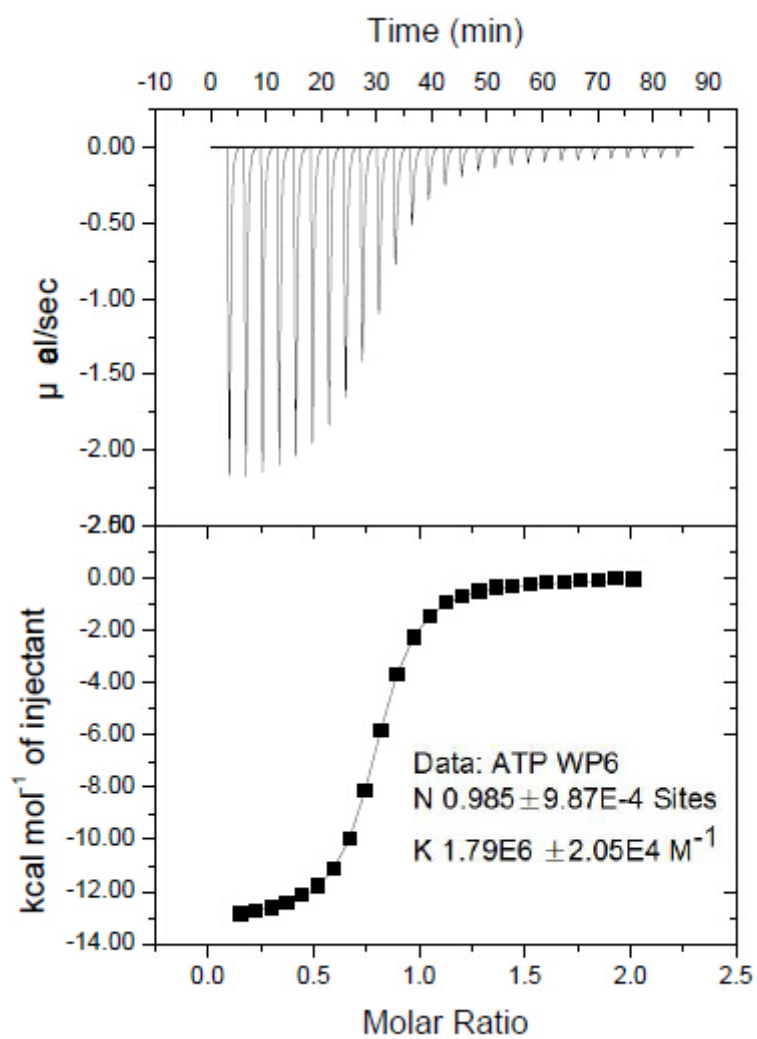 Time (min)
-10 0 10 20 30 40 50 60 70 80 90
0.00
-0.50
-1.00
-1.50
-2.00
µcal/sec
0.00
-2.00
-4.00
-6.00
-8.00
-10.00
-12.00
-14.00
kcal mol⁻¹ of injectant
Data: ATP WP6
N 0.985±9.87E-4 Sites
K 1.79E6 ±2.05E4 M⁻¹
0.0 0.5 1.0 1.5 2.0 2.5
Molar Ratio